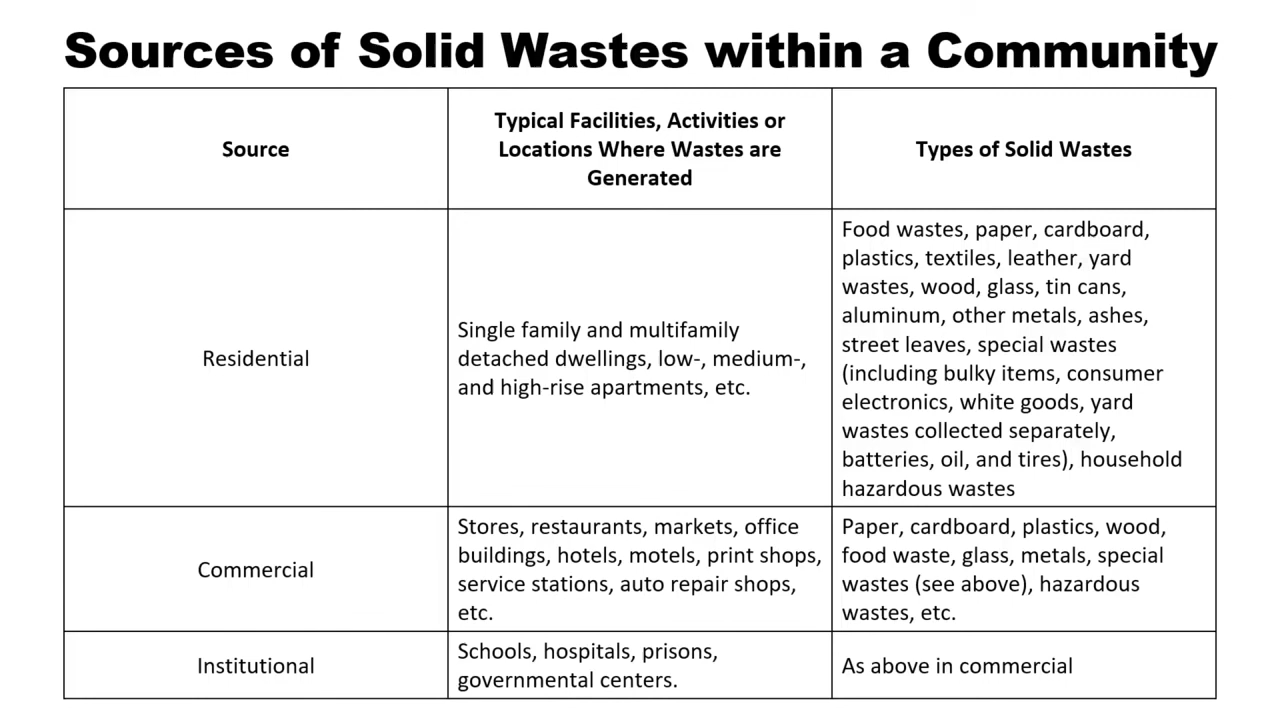 Sources of Solid Wastes within a Community
Source
Typical Facilities, Activities or
Locations Where Wastes are
Generated
Types of Solid Wastes
Residential
Single family and multifamily
detached dwellings, low-, medium-,
and high-rise apartments, etc.
Food wastes, paper, cardboard,
plastics, textiles, leather, yard
wastes, wood, glass, tin cans,
aluminum, other metals, ashes,
street leaves, special wastes
(including bulky items, consumer
electronics, white goods, yard
wastes collected separately,
batteries, oil, and tires), household
hazardous wastes
Commercial
Stores, restaurants, markets, office
buildings, hotels, motels, print shops,
service stations, auto repair shops,
etc.
Paper, cardboard, plastics, wood,
food waste, glass, metals, special
wastes (see above), hazardous
wastes, etc.
Institutional
Schools, hospitals, prisons,
governmental centers.
As above in commercial